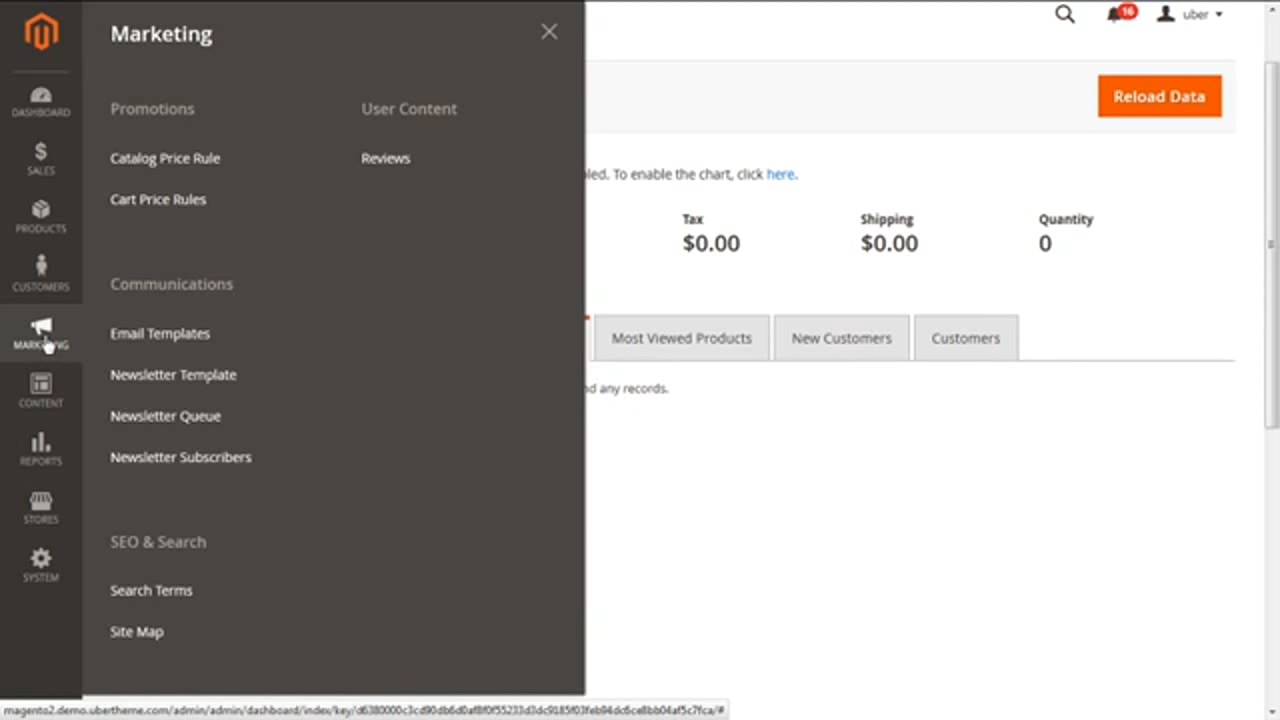 DASHBOARD
SALES
PRODUCTS
CUSTOMERS
MARKETING
CONTENT
REPORTS
STORES
SYSTEM
Marketing
Promotions
Catalog Price Rule
Cart Price Rules
User Content
Reviews
Communications
Email Templates
Newsletter Template
Newsletter Queue
Newsletter Subscribers
SEO & Search
Search Terms
Site Map
16
uber
Reload Data
To enable the chart, click here.
Tax
$0.00
Shipping
$0.00
Quantity
0
Most Viewed Products
New Customers
Customers
any records.